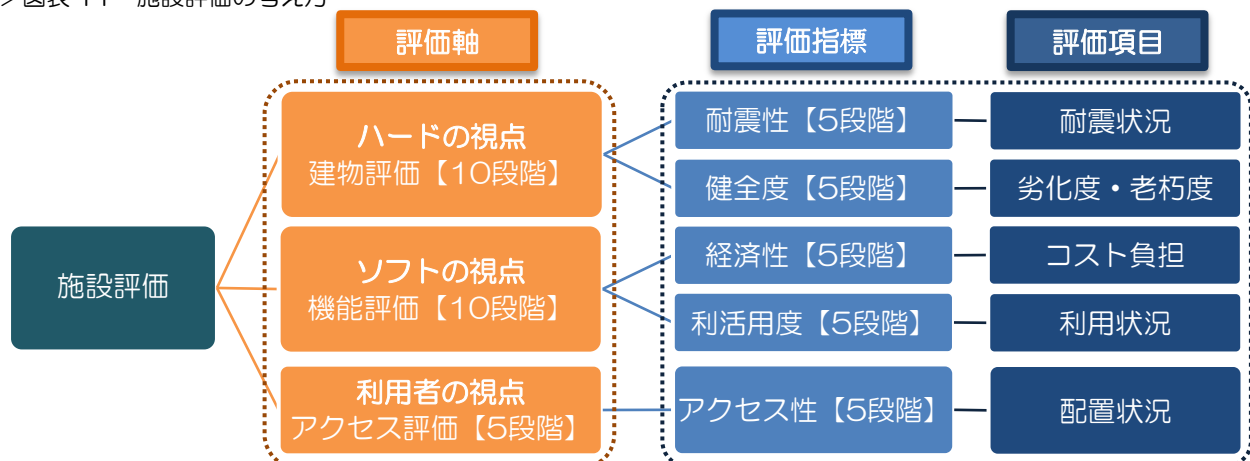 評価軸
評価指標
評価項目
施設評価
ハードの視点
建物評価【10段階】
ソフトの視点
機能評価【10段階】
利用者の視点
アクセス評価【5段階】
耐震性【5段階】
耐震状況
健全度【5段階】
劣化度・老朽度
経済性【5段階】
コスト負担
利活用度【5段階】
利用状況
アクセス性【5段階】
配置状況